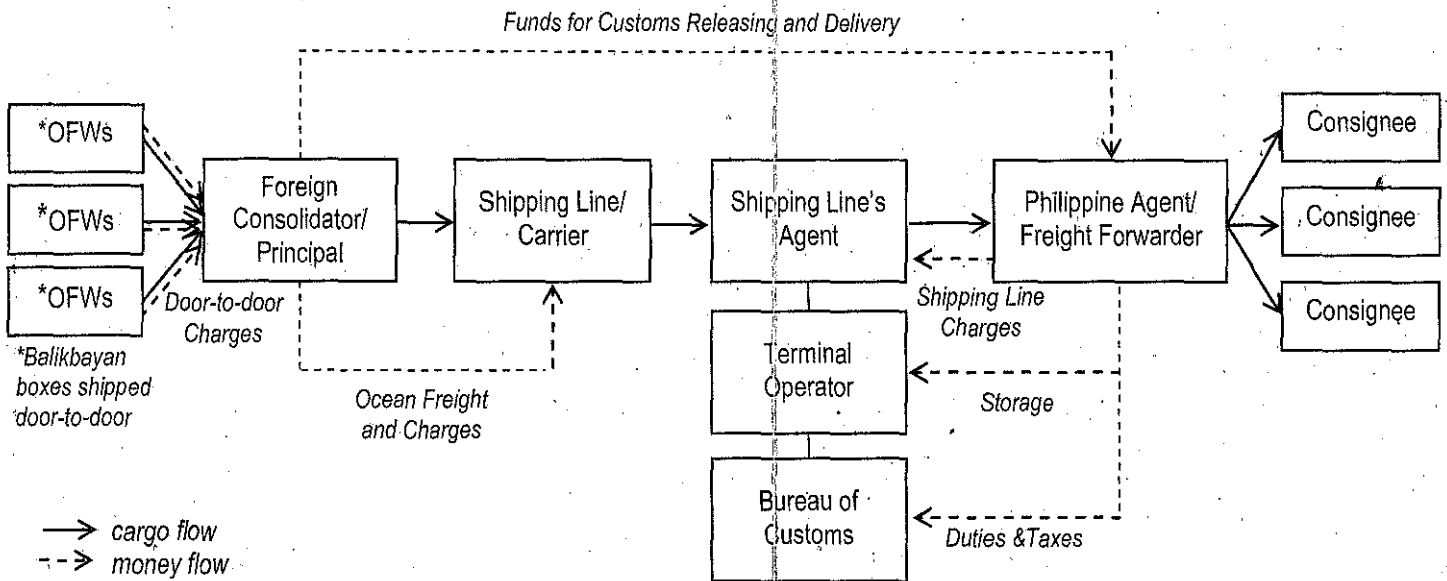 Funds for Customs Releasing and Delivery
*OFWs
*OFWs
*OFWs
Foreign
Consolidator/
Principal
Shipping Line/
Carrier
Shipping Line's
Agent
Philippine Agent/
Freight Forwarder
Consignee
Consignee
Consignee
Door-to-door
Charges
*Balikbayan
boxes shipped
door-to-door
Ocean Freight
and Charges
Shipping Line
Charges
Terminal
Operator
Storage
Bureau of
Customs
Duties &Taxes
cargo flow
money flow